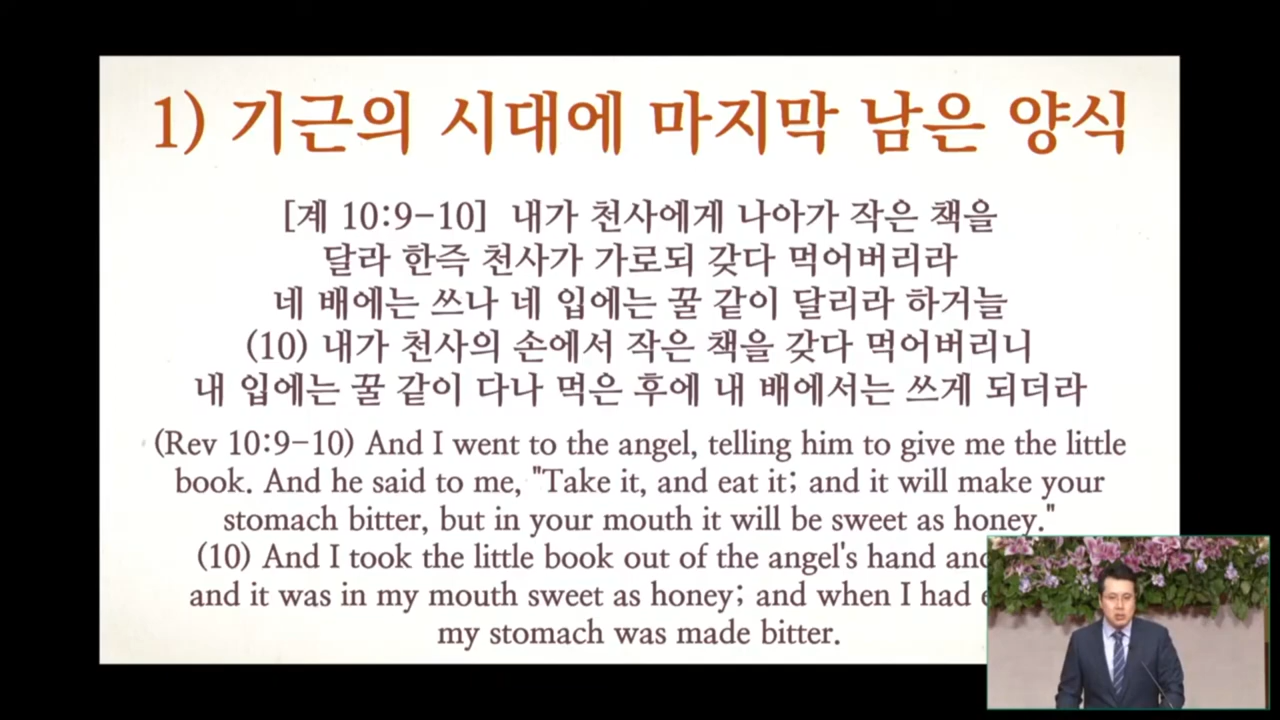 1) 기근의 시대에 마지막 남은 양식
[계 10:9-10] 내가 천사에게 나아가 작은 책을
달라 한즉 천사가 가로되 갖다 먹어버리라
네 배에는 쓰나 네 입에는 꿀 같이 달리라 하거늘
(10) 내가 천사의 손에서 작은 책을 갖다 먹어버리니
내 입에는 꿀 같이 다나 먹은 후에 내 배에서는 쓰게 되더라
(Rev 10:9-10) And I went to the angel, telling him to give me the little
book. And he said to me, "Take it, and eat it; and it will make your
stomach bitter, but in your mouth it will be sweet as honey."
(10) And I took the little book out of the angel's hand
and it was in my mouth sweet as honey; and when I had
my stomach was made bitter.